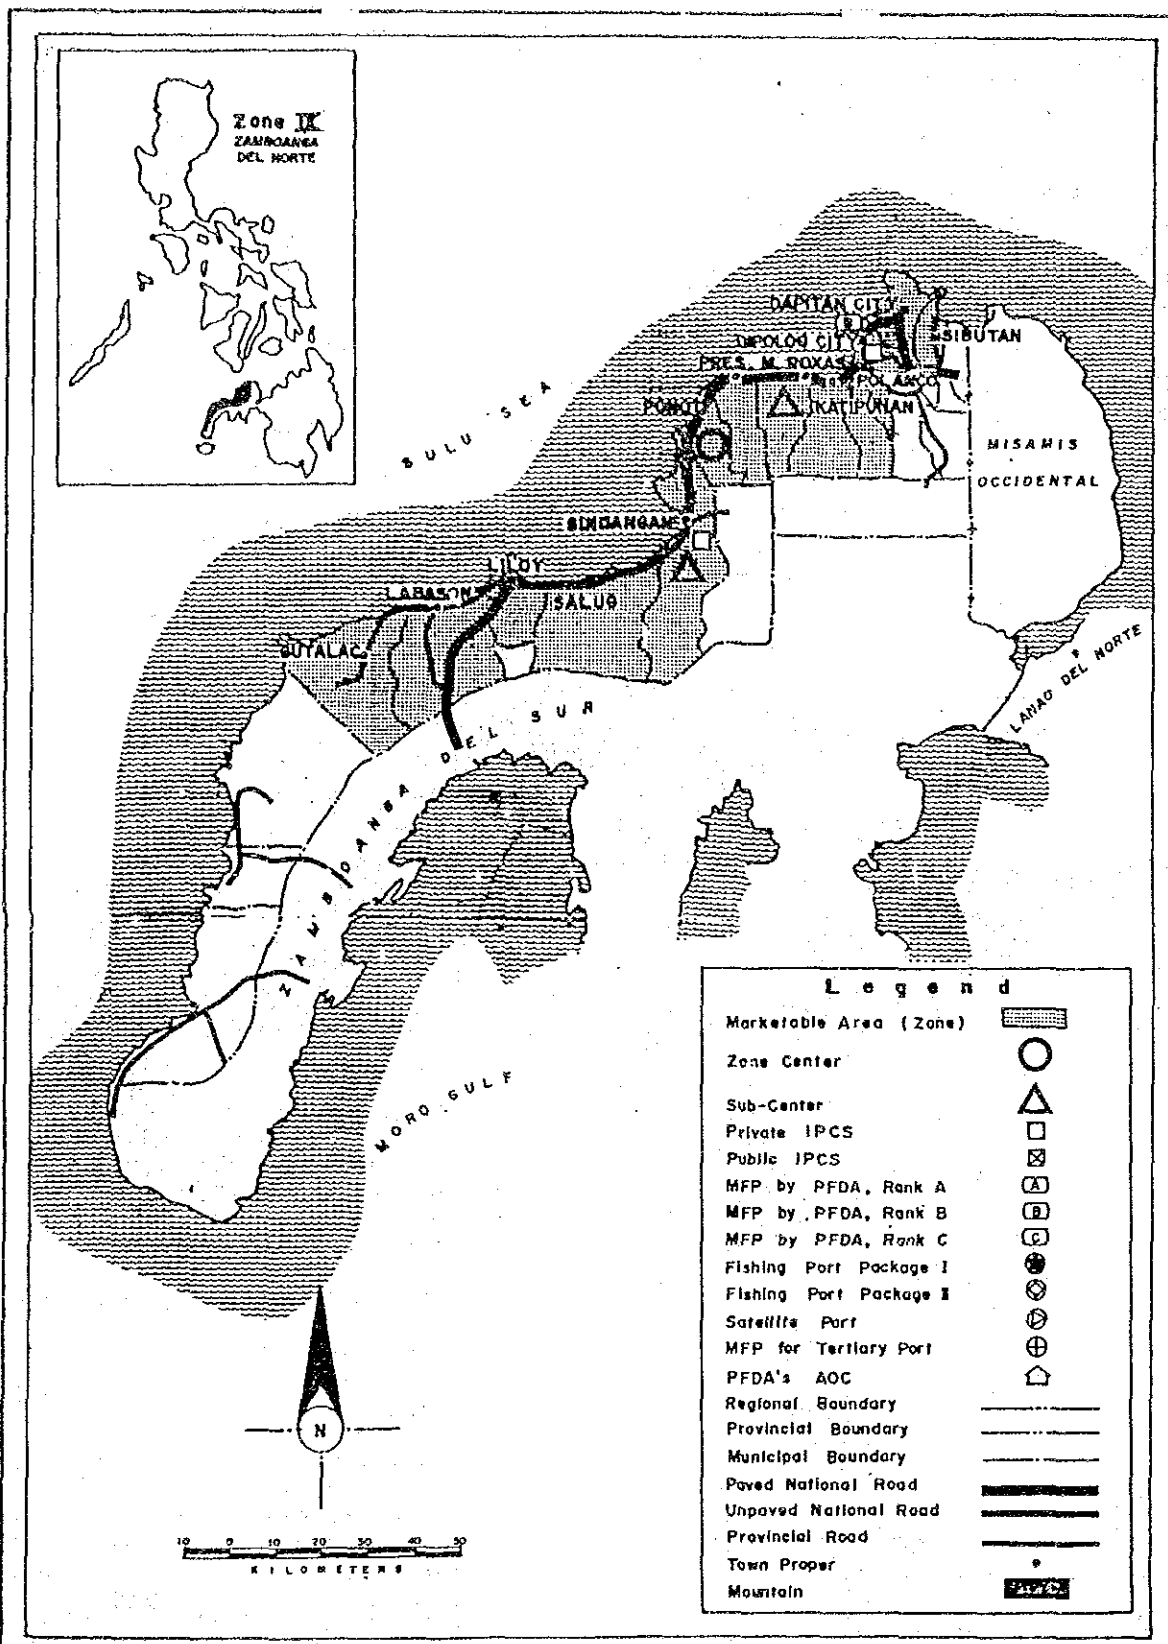 Zone IX
ZAMBOANGA
DEL NORTE
DAPITAN CITY
B
DIPOLOG CITY
SIBUTAN
PRES. M. ROXAS
POLANCO
PONOT
KATIPUNAN
SULU SEA
MISAMIS
OCCIDENTAL
SINDANGAN
LILOY
LABASON
SALUG
GUTALAC
LANAO DEL NORTE
ZAMBOANGA DEL SUR
MORO GULF
Legend
Marketable Area (Zone)
Zone Center
Sub-Center
Private IPCS
Public IPCS
MFP by PFDA, Rank A
A
MFP by PFDA, Rank B
B
MFP by PFDA, Rank C
C
Fishing Port Package I
Fishing Port Package II
Satellite Port
MFP for Tertiary Port
PFDA's AOC
Regional Boundary
Provincial Boundary
Municipal Boundary
Paved National Road
Unpaved National Road
Provincial Road
Town Proper
Mountain
N
10 0 10 20 30 40 50
KILOMETERS